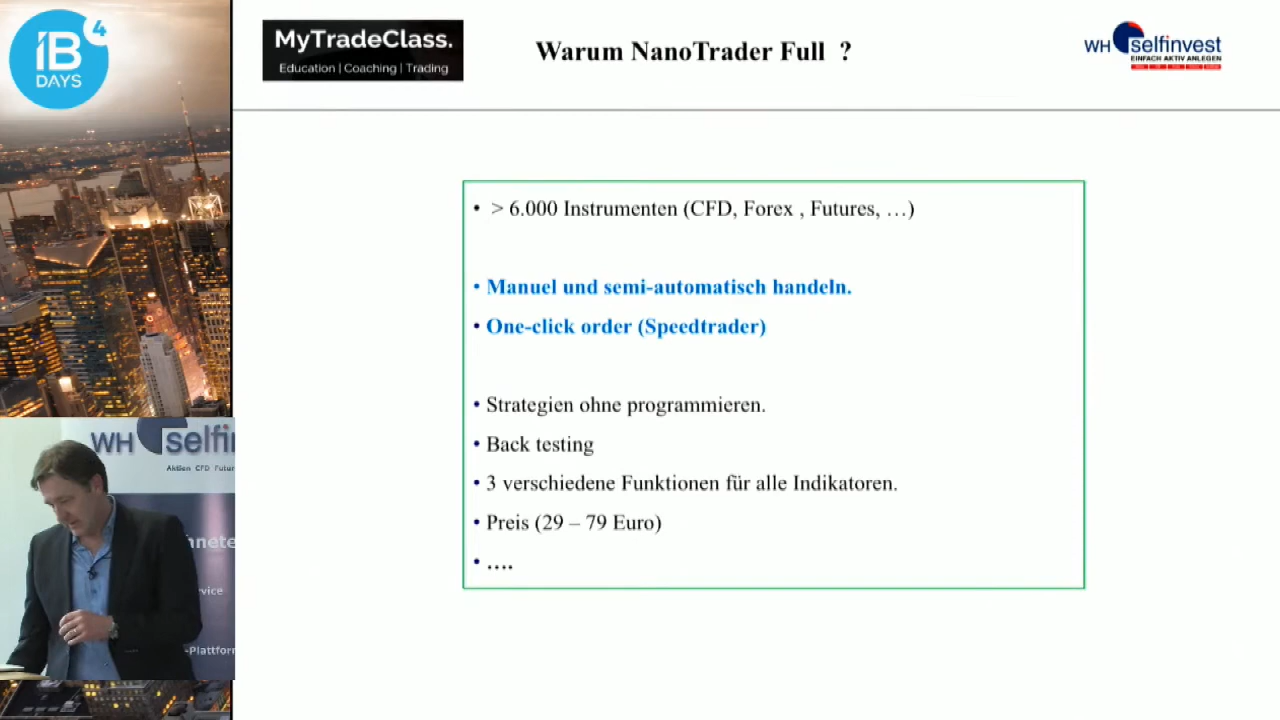 iB 4
DAYS
MyTradeClass.
Education | Coaching | Trading
Warum NanoTrader Full ?
WH selfinvest
EINFACH AKTIV ANLEGEN
• > 6.000 Instrumenten (CFD, Forex , Futures, …)
• Manuel und semi-automatisch handeln.
• One-click order (Speedtrader)
• Strategien ohne programmieren.
• Back testing
• 3 verschiedene Funktionen für alle Indikatoren.
• Preis (29 – 79 Euro)
• ….
WH selfi
Aktien CFD Futur
hnete
vice
-Plattform